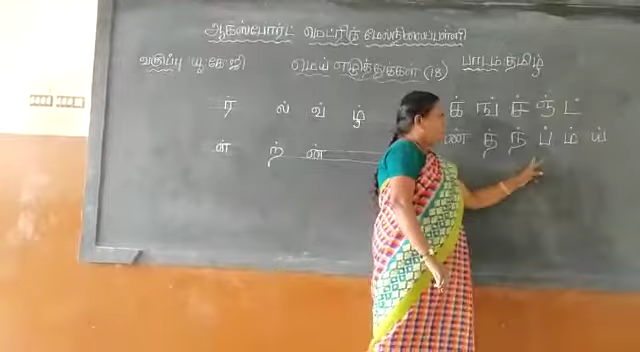 ஆக்ஸ்போர்ட் மெட்ரிக் மேல்நிலைப்பள்ளி
வகுப்பு யூ.கே.ஜி மெய் எழுத்துக்கள் (18) பாடம் தமிழ்
ர் ல் வ் ழ் க் ங் ச் ஞ் ட்
ள் ற் ண் ண் த் ந் ப் ம் ய்